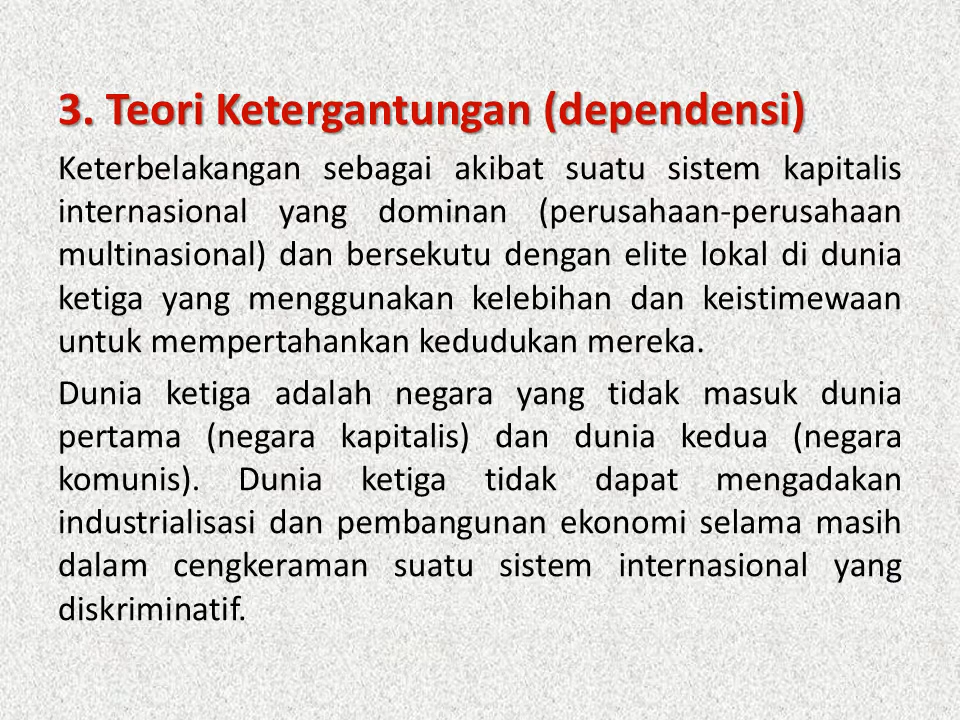 3. Teori Ketergantungan (dependensi)
Keterbelakangan sebagai akibat suatu sistem kapitalis
internasional yang dominan (perusahaan-perusahaan
multinasional) dan bersekutu dengan elite lokal di dunia
ketiga yang menggunakan kelebihan dan keistimewaan
untuk mempertahankan kedudukan mereka.
Dunia ketiga adalah negara yang tidak masuk dunia
pertama (negara kapitalis) dan dunia kedua (negara
komunis). Dunia ketiga tidak dapat mengadakan
industrialisasi dan pembangunan ekonomi selama masih
dalam cengkeraman suatu sistem internasional yang
diskriminatif.